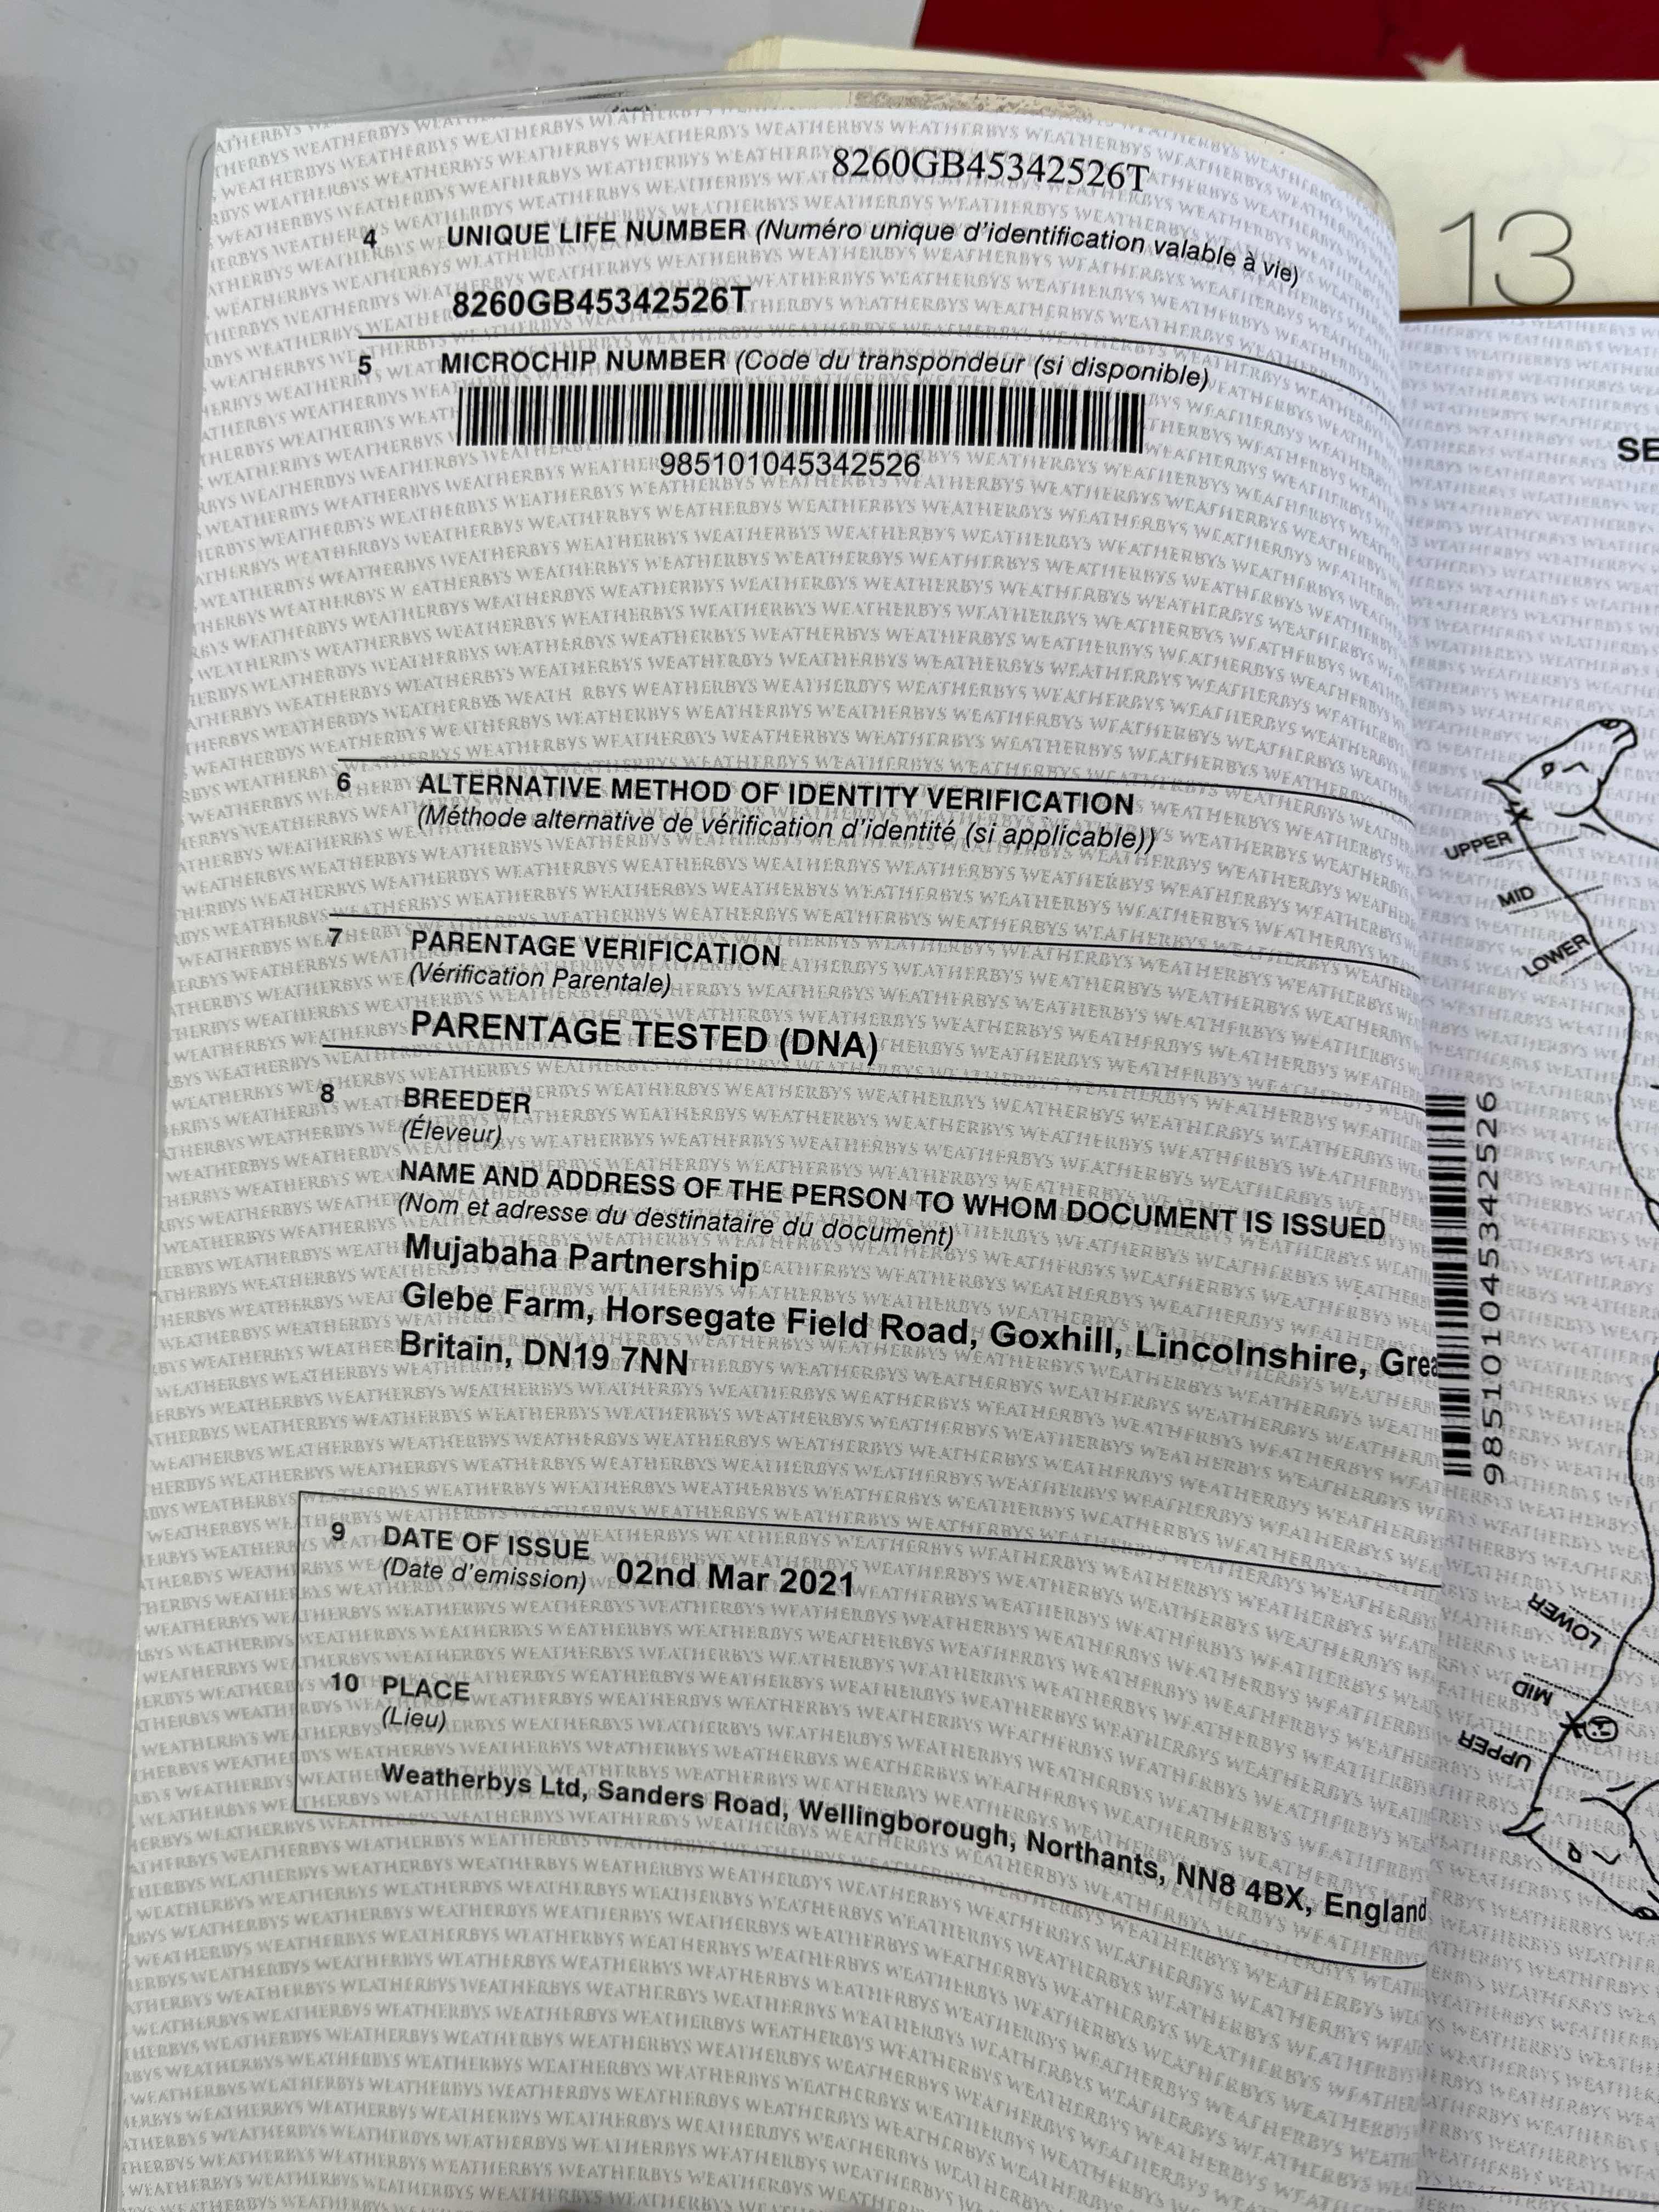 8260GB45342526T
4 UNIQUE LIFE NUMBER (Numéro unique d'identification valable à vie)
8260GB45342526T
5 MICROCHIP NUMBER (Code du transpondeur (si disponible)
985101045342526
6 ALTERNATIVE METHOD OF IDENTITY VERIFICATION
(Méthode alternative de vérification d'identité (si applicable))
7 PARENTAGE VERIFICATION
(Vérification Parentale)
PARENTAGE TESTED (DNA)
8 BREEDER
(Éleveur)
NAME AND ADDRESS OF THE PERSON TO WHOM DOCUMENT IS ISSUED
(Nom et adresse du destinataire du document)
Mujabaha Partnership
Glebe Farm, Horsegate Field Road, Goxhill, Lincolnshire, Grea
Britain, DN19 7NN
9 DATE OF ISSUE
(Date d'emission) 02nd Mar 2021
10 PLACE
(Lieu)
Weatherbys Ltd, Sanders Road, Wellingborough, Northants, NN8 4BX, England
13
SE
UPPER
MID
LOWER
985101045342526
LOWER
MID
UPPER